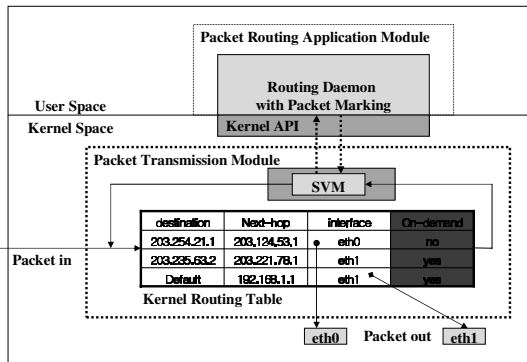 Packet Routing Application Module
Routing Daemon
with Packet Marking
User Space
Kernel Space
Kernel API
Packet Transmission Module
SVM
destination Next-hop interface On-demand
203.254.21.1 203,124,53,1 eth0 no
203.235.63.2 203.221.78.1 eth1 yes
Default 192.168.1.1 eth1 yes
Packet in
Kernel Routing Table
eth0 Packet out eth1